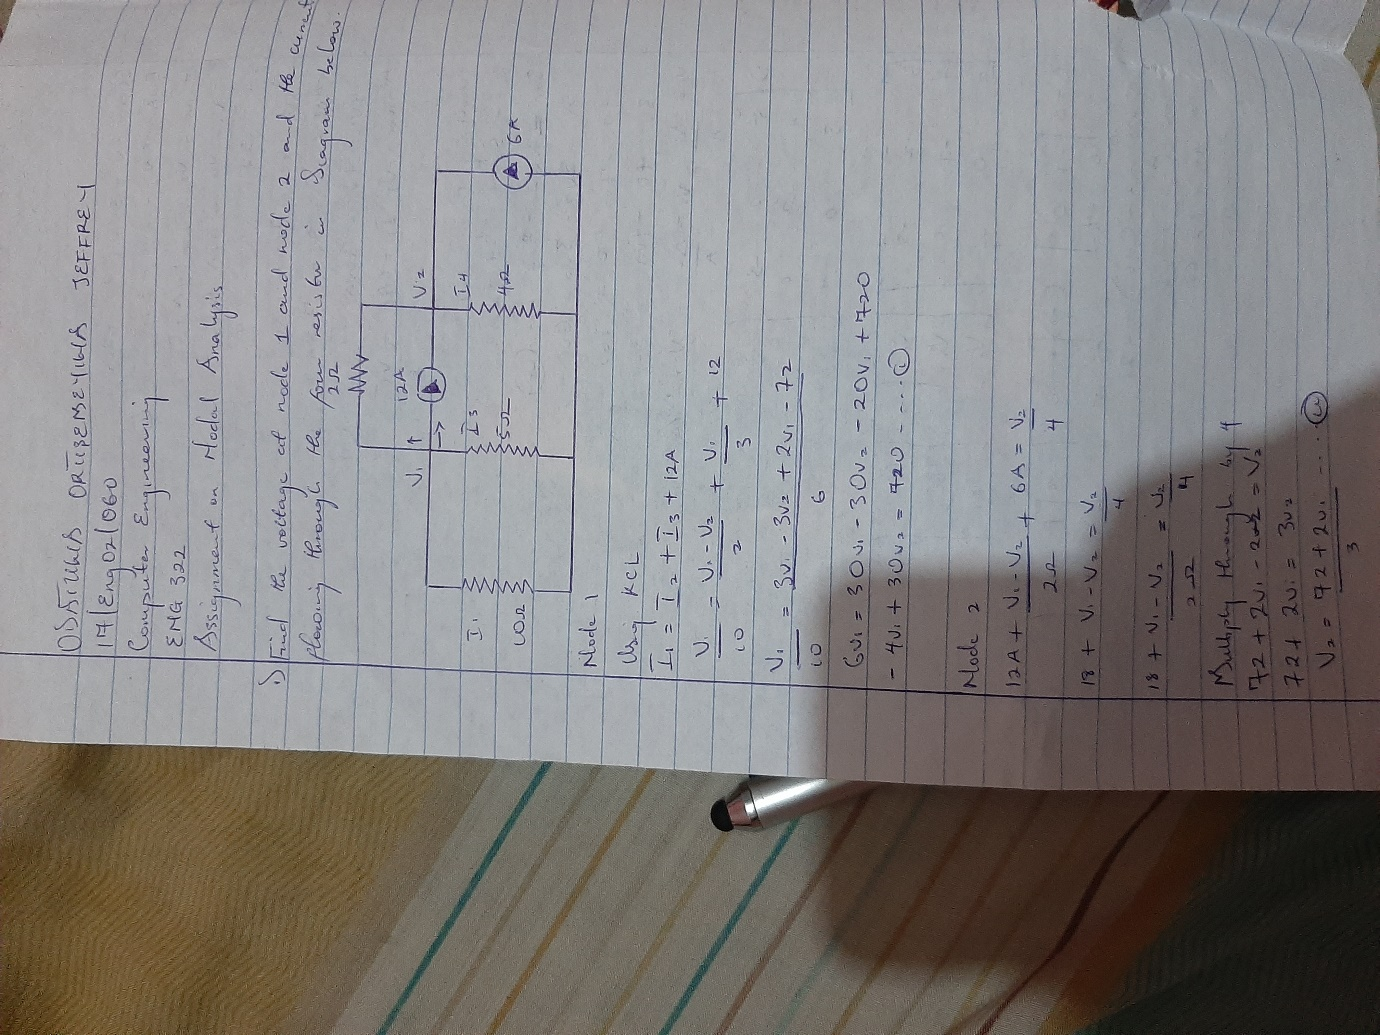 ODSIUHIA ORITSEMEYIWA JEFFREY
17/Eng02/060
Computer Engineering
ENG 322
Assignment on Nodal Analysis
1) Find the voltage at node 1 and node 2 and the current
flowing through the four resistor in Diagram below.
2Ω
12A
V1
V2
6A
I1
10Ω
I3
5Ω
I4
4Ω
Node 1
Using KCL
I1 = I2 + I3 + 12A
V1/10 = V1 - V2/2 + V1/3 + 12
V1/10 = 3V1 - 3V2 + 2V1 - 72/6
6V1 = 30V1 - 30V2 - 20V1 + 720
- 4V1 + 30V2 = 720 ---- (i)
Node 2
12A + V1 - V2/2Ω + 6A = V2/4
18 + V1 - V2 = V2/4
18 + V1 - V2/2Ω = V2/4
Multiply through by 4
72 + 2V1 - 2V2 = V2
72 + 2V1 = 3V2
V2 = 72 + 2V1/3 ---- (ii)